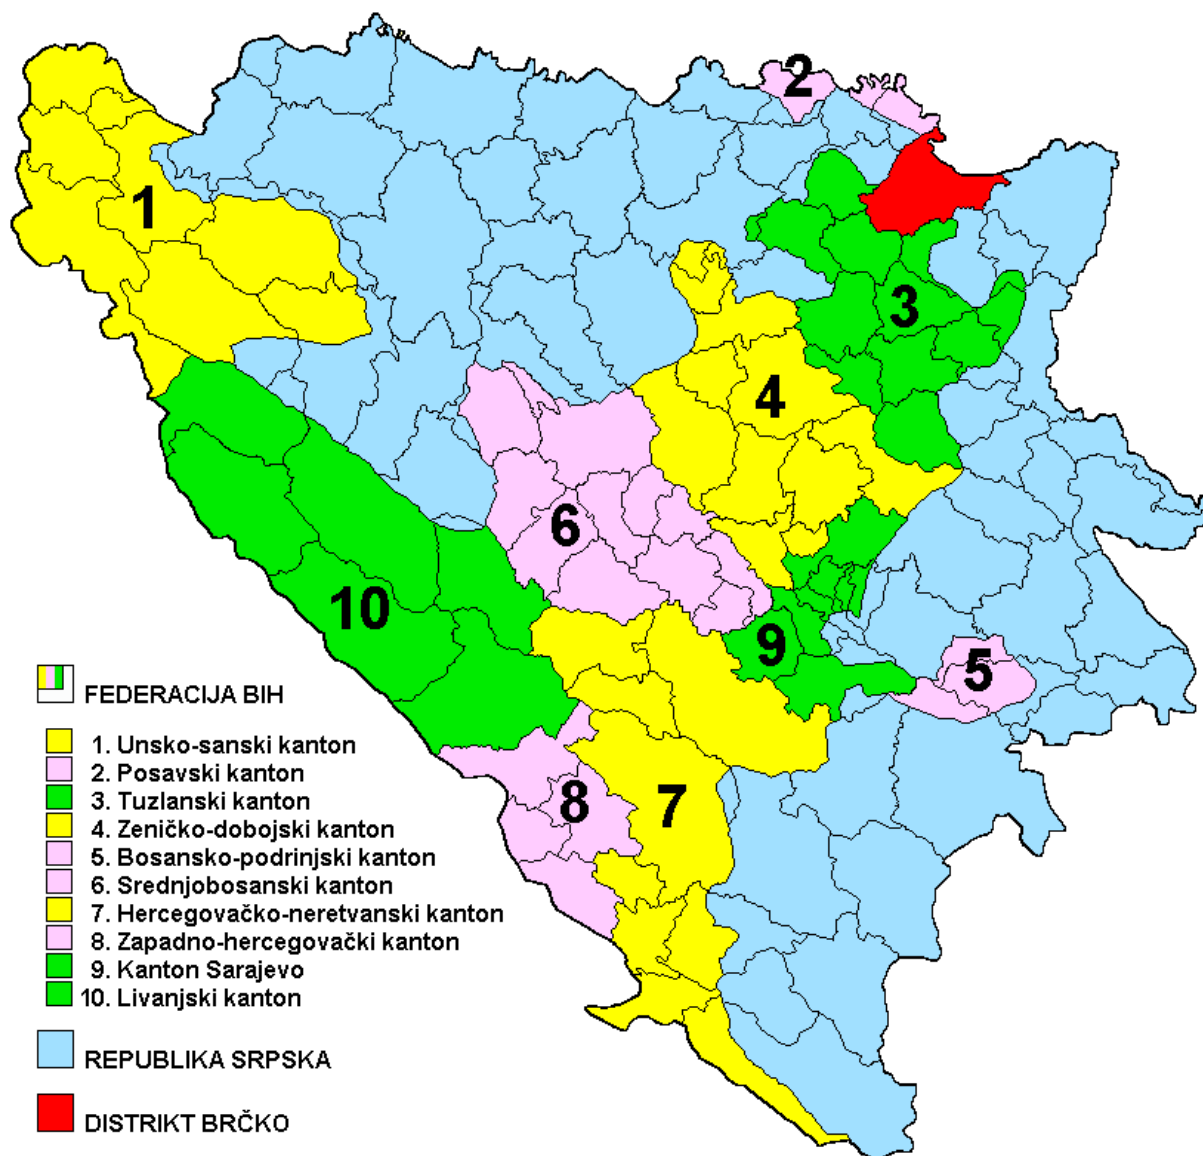 2
1
3
4
6
10
9
5
8
7
FEDERACIJA BIH
1. Unsko-sanski kanton
2. Posavski kanton
3. Tuzlanski kanton
4. Zeničko-dobojski kanton
5. Bosansko-podrinjski kanton
6. Srednjobosanski kanton
7. Hercegovačko-neretvanski kanton
8. Zapadno-hercegovački kanton
9. Kanton Sarajevo
10. Livanjski kanton
REPUBLIKA SRPSKA
DISTRIKT BRČKO